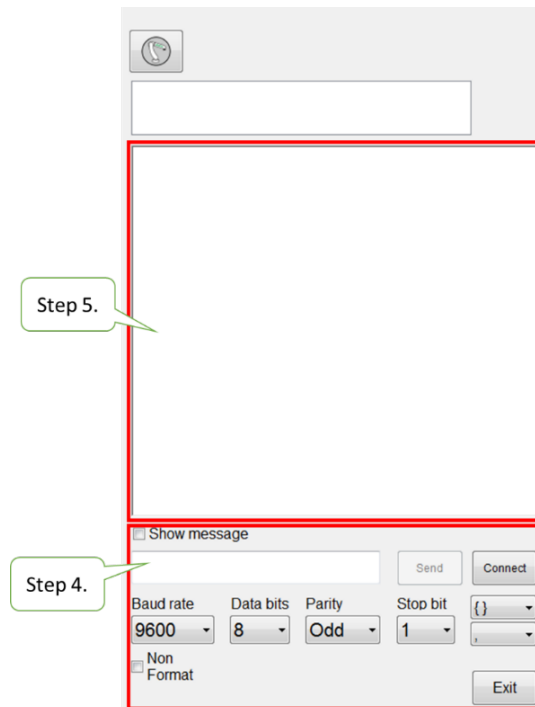 Step 5.
Show message
Step 4.
Send
Connect
Baud rate Data bits Parity Stop bit
{ }
9600 8 Odd 1
,
Non
Format
Exit